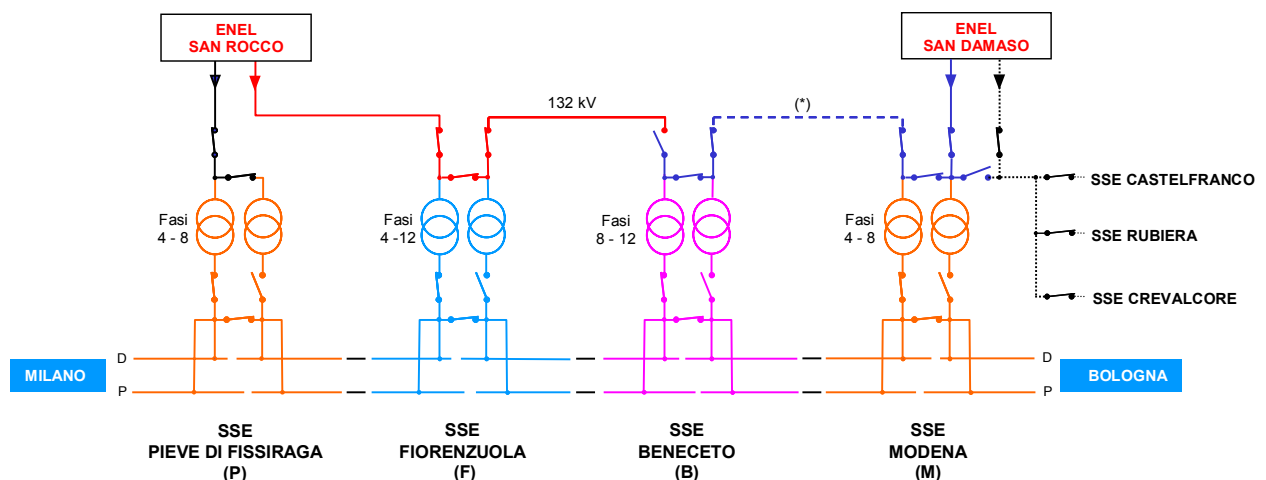 ENEL
SAN ROCCO
ENEL
SAN DAMASO
132 kV
(*)
SSE CASTELFRANCO
Fasi
4 - 8
Fasi
4 -12
Fasi
8 - 12
Fasi
4 - 8
SSE RUBIERA
SSE CREVALCORE
D
D
MILANO
BOLOGNA
P
P
SSE
PIEVE DI FISSIRAGA
(P)
SSE
FIORENZUOLA
(F)
SSE
BENECETO
(B)
SSE
MODENA
(M)